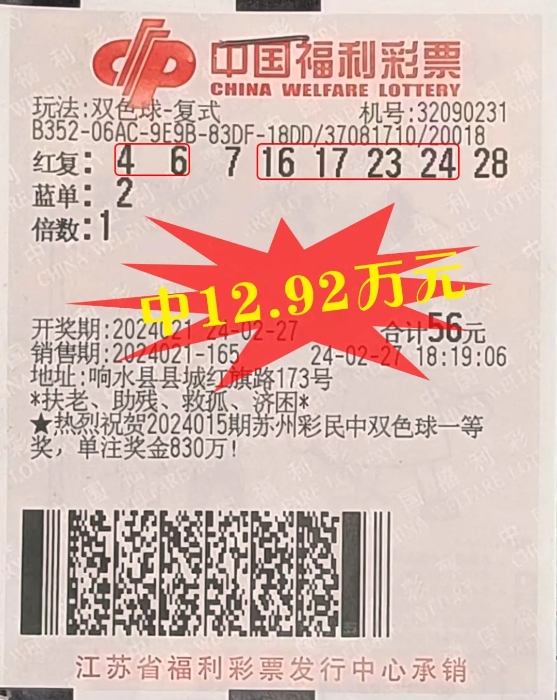 中国福利彩票
CHINA WELFARE LOTTERY
玩法:双色球-复式 机号:32090231
B352-06AC-9E9B-83DF-18DD/37081710/20018
红复: 4 6 7 16 17 23 24 28
蓝单: 2
倍数:1
中12.92万元
开奖期:2024021 24-02-27 合计56元
销售期:2024021-165 24-02-27 18:19:06
地址:响水县县城红旗路173号
*扶老、助残、救孤、济困*
★热烈祝贺2024015期苏州彩民中双色球一等
奖,单注奖金830万!
江苏省福利彩票发行中心承销